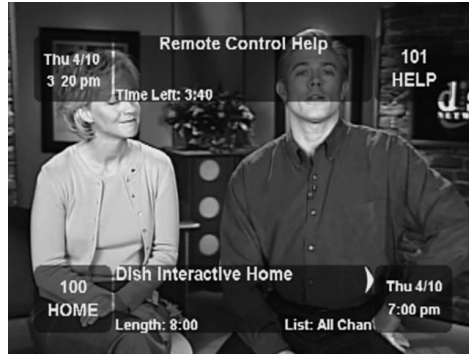 Remote Control Help
Thu 4/10
3 20 pm
Time Left: 3:40
101
HELP
Dish Interactive Home
100
HOME
Length: 8:00
List: All Chan
Thu 4/10
7:00 pm